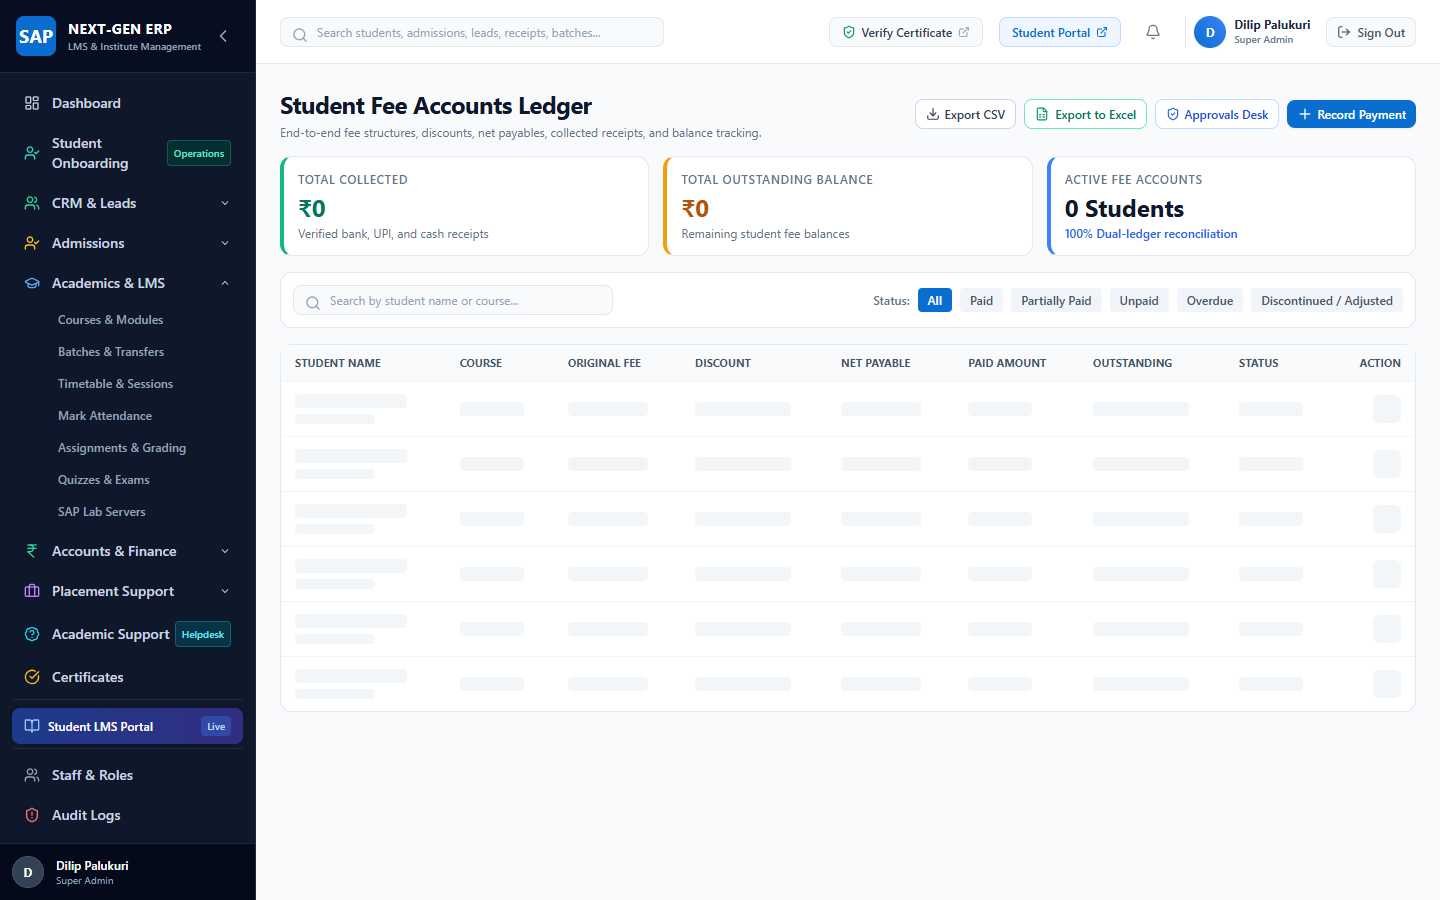 SAP
NEXT-GEN ERP
LMS & Institute Management
Dashboard
Student Onboarding
Operations
CRM & Leads
Admissions
Academics & LMS
Courses & Modules
Batches & Transfers
Timetable & Sessions
Mark Attendance
Assignments & Grading
Quizzes & Exams
SAP Lab Servers
Accounts & Finance
Placement Support
Academic Support
Helpdesk
Certificates
Student LMS Portal
Live
Staff & Roles
Audit Logs
D
Dilip Palukuri
Super Admin
Search students, admissions, leads, receipts, batches...
Verify Certificate
Student Portal
D
Dilip Palukuri
Super Admin
Sign Out
Student Fee Accounts Ledger
End-to-end fee structures, discounts, net payables, collected receipts, and balance tracking.
Export CSV
Export to Excel
Approvals Desk
Record Payment
TOTAL COLLECTED
₹0
Verified bank, UPI, and cash receipts
TOTAL OUTSTANDING BALANCE
₹0
Remaining student fee balances
ACTIVE FEE ACCOUNTS
0 Students
100% Dual-ledger reconciliation
Search by student name or course...
Status: All Paid Partially Paid Unpaid Overdue Discontinued / Adjusted
STUDENT NAME COURSE ORIGINAL FEE DISCOUNT NET PAYABLE PAID AMOUNT OUTSTANDING STATUS ACTION